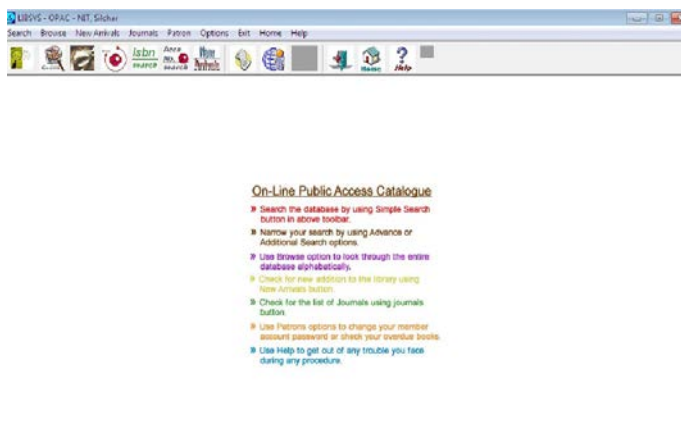 LIBSYS - OPAC - NIT, Silchar
Search Browse New Arrivals Journals Patron Options Exit Home Help
Isbn
search
Accn
No.
search
New
Arrivals
Home
Help
On-Line Public Access Catalogue
» Search the database by using Simple Search
button in above toolbar.
» Narrow your search by using Advance or
Additional Search options.
» Use Browse option to look through the entire
database alphabetically.
» Check for new addition to the library using
New Arrivals button.
» Check for the list of Journals using journals
button.
» Use Patrons options to change your member
account password or check your overdue books.
» Use Help to get out of any trouble you face
during any procedure.